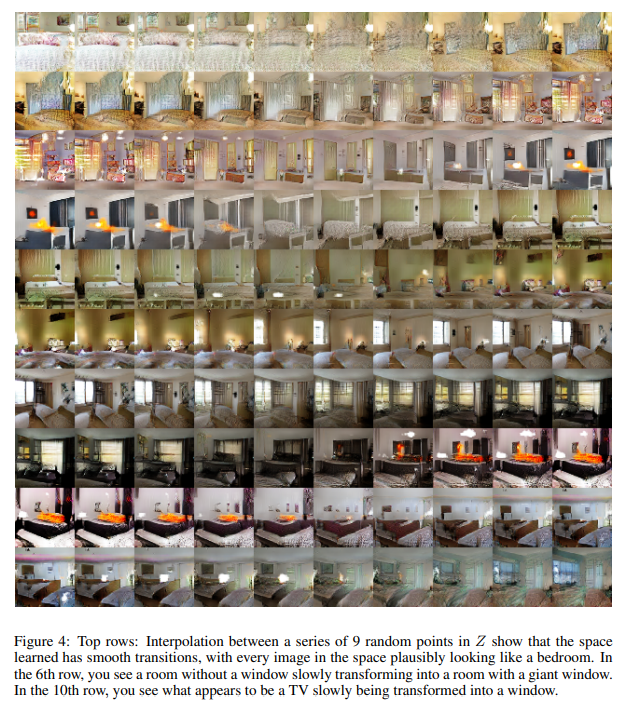 Figure 4: Top rows: Interpolation between a series of 9 random points in Z show that the space
learned has smooth transitions, with every image in the space plausibly looking like a bedroom. In
the 6th row, you see a room without a window slowly transforming into a room with a giant window.
In the 10th row, you see what appears to be a TV slowly being transformed into a window.